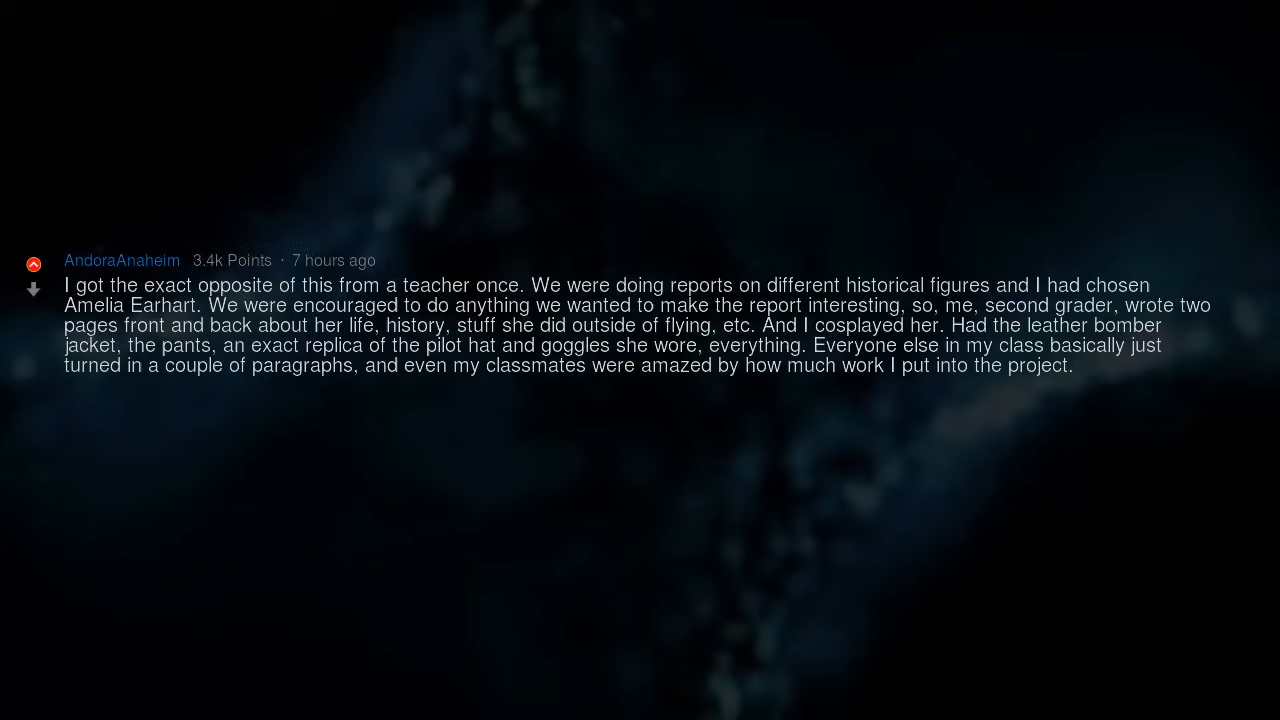 AndoraAnaheim 3.4k Points · 7 hours ago
I got the exact opposite of this from a teacher once. We were doing reports on different historical figures and I had chosen
Amelia Earhart. We were encouraged to do anything we wanted to make the report interesting, so, me, second grader, wrote two
pages front and back about her life, history, stuff she did outside of flying, etc. And I cosplayed her. Had the leather bomber
jacket, the pants, an exact replica of the pilot hat and goggles she wore, everything. Everyone else in my class basically just
turned in a couple of paragraphs, and even my classmates were amazed by how much work I put into the project.